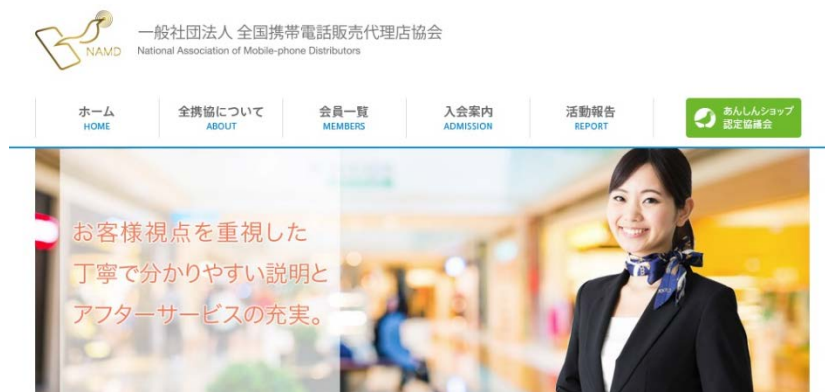 NAMD
一般社団法人 全国携帯電話販売代理店協会
National Association of Mobile-phone Distributors
ホーム
HOME
全携協について
ABOUT
会員一覧
MEMBERS
入会案内
ADMISSION
活動報告
REPORT
あんしんショップ
認定協議会
お客様視点を重視した
丁寧で分かりやすい説明と
アフターサービスの充実。